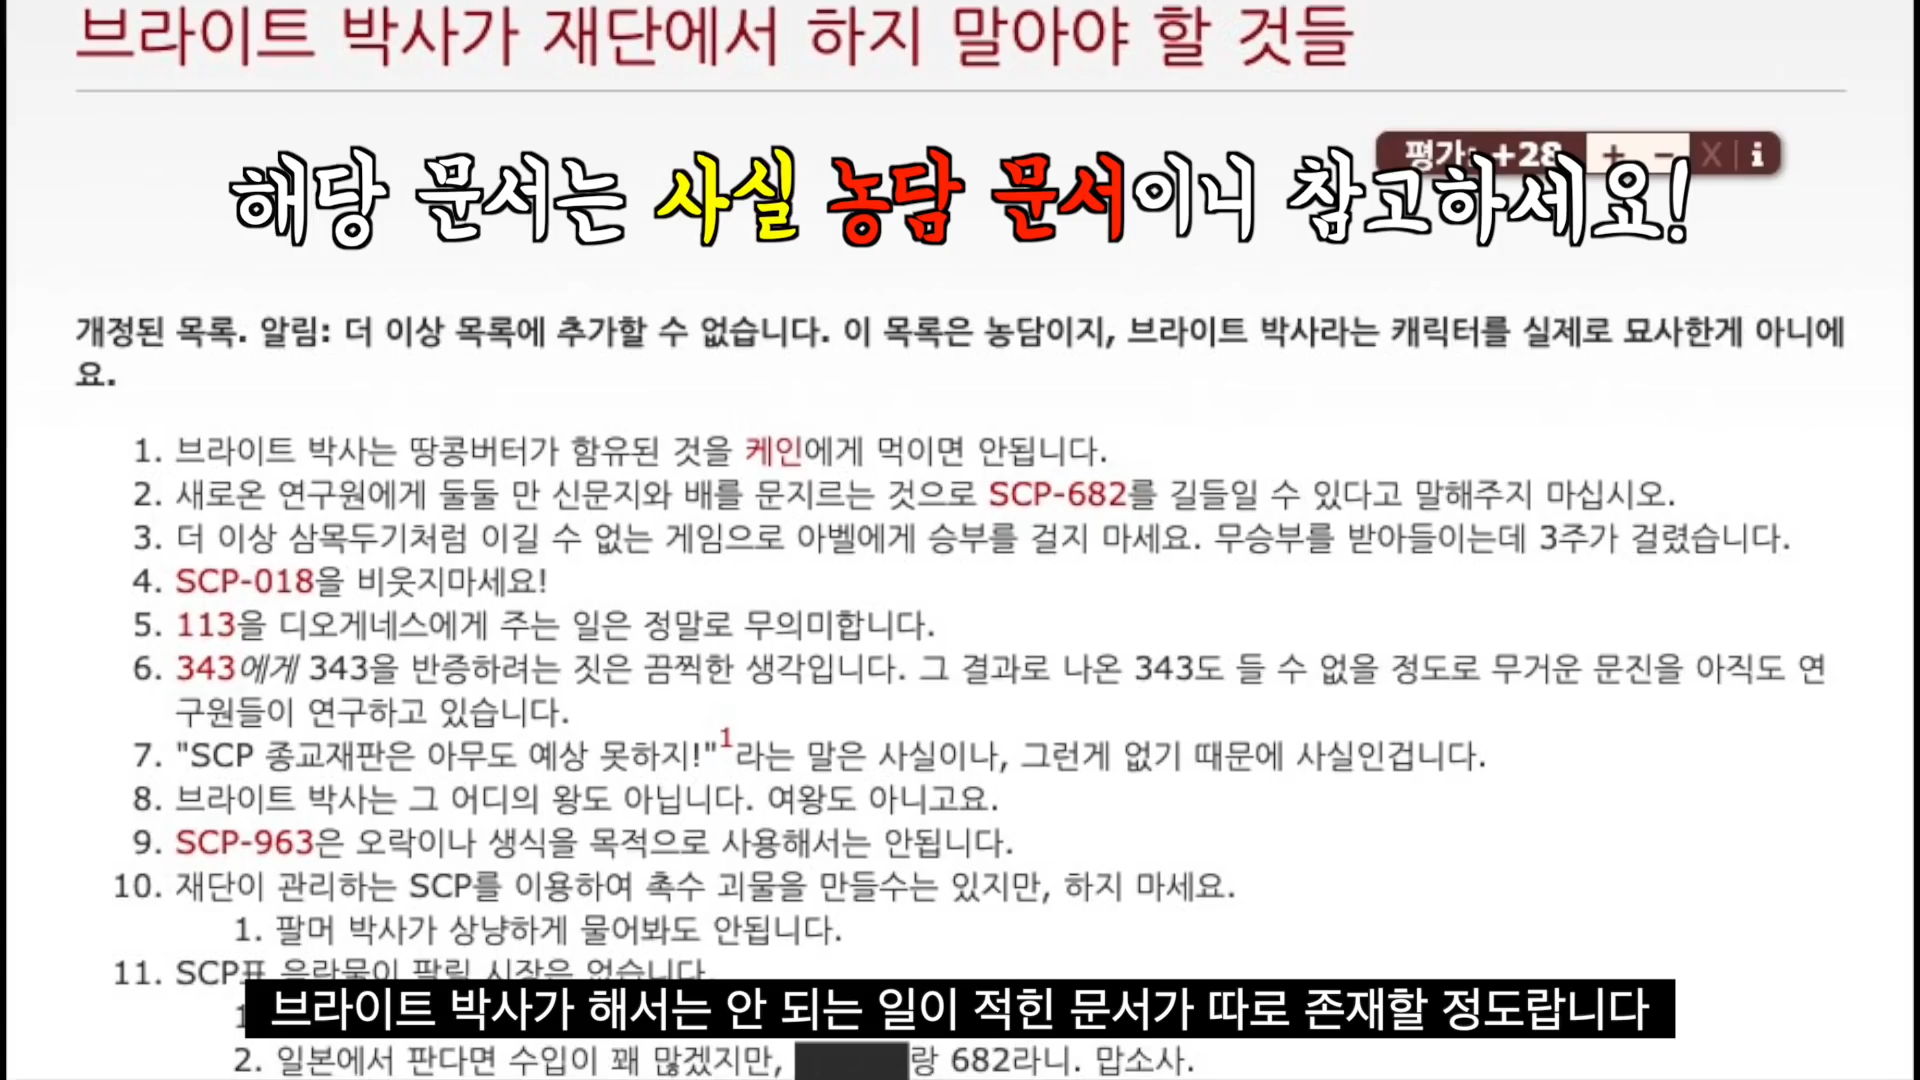 브라이트 박사가 재단에서 하지 말아야 할 것들
평가: +28 + − X i
해당 문서는 사실 농담 문서이니 참고하세요!
개정된 목록. 알림: 더 이상 목록에 추가할 수 없습니다. 이 목록은 농담이지, 브라이트 박사라는 캐릭터를 실제로 묘사한게 아니에
요.
1. 브라이트 박사는 땅콩버터가 함유된 것을 케인에게 먹이면 안됩니다.
2. 새로온 연구원에게 둘둘 만 신문지와 배를 문지르는 것으로 SCP-682를 길들일 수 있다고 말해주지 마십시오.
3. 더 이상 삼목두기처럼 이길 수 없는 게임으로 아벨에게 승부를 걸지 마세요. 무승부를 받아들이는데 3주가 걸렸습니다.
4. SCP-018을 비웃지마세요!
5. 113을 디오게네스에게 주는 일은 정말로 무의미합니다.
6. 343에게 343을 반증하려는 짓은 끔찍한 생각입니다. 그 결과로 나온 343도 들 수 없을 정도로 무거운 문진을 아직도 연
구원들이 연구하고 있습니다.
7. "SCP 종교재판은 아무도 예상 못하지!"1라는 말은 사실이나, 그런게 없기 때문에 사실인겁니다.
8. 브라이트 박사는 그 어디의 왕도 아닙니다. 여왕도 아니고요.
9. SCP-963은 오락이나 생식을 목적으로 사용해서는 안됩니다.
10. 재단이 관리하는 SCP를 이용하여 촉수 괴물을 만들수는 있지만, 하지 마세요.
1. 팔머 박사가 상냥하게 물어봐도 안됩니다.
11. SCP표 음란물이 팔릴 시장은 없습니다.
브라이트 박사가 해서는 안 되는 일이 적힌 문서가 따로 존재할 정도랍니다
2. 일본에서 판다면 수입이 꽤 많겠지만, 랑 682라니. 맙소사.